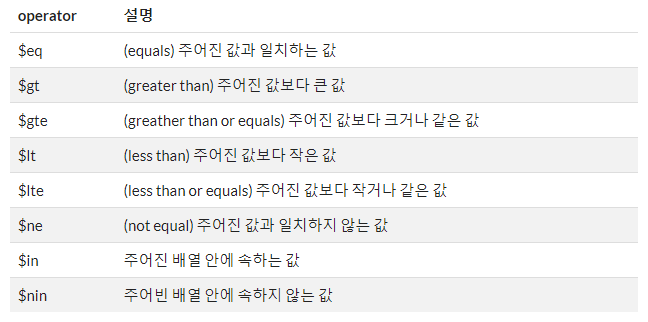 operator 설명
$eq (equals) 주어진 값과 일치하는 값
$gt (greater than) 주어진 값보다 큰 값
$gte (greather than or equals) 주어진 값보다 크거나 같은 값
$lt (less than) 주어진 값보다 작은 값
$lte (less than or equals) 주어진 값보다 작거나 같은 값
$ne (not equal) 주어진 값과 일치하지 않는 값
$in 주어진 배열 안에 속하는 값
$nin 주어빈 배열 안에 속하지 않는 값